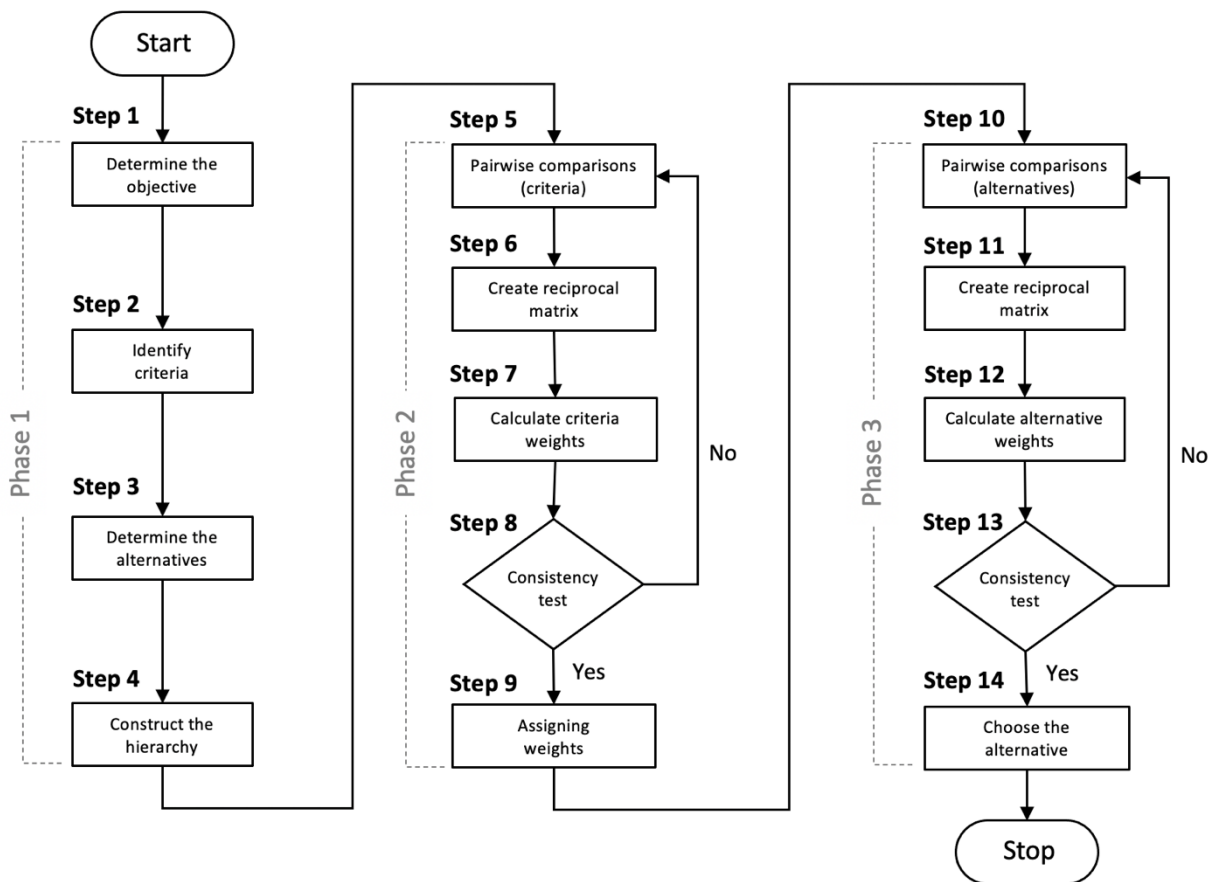 Start
Phase 1
Step 1
Determine the
objective
Step 2
Identify
criteria
Step 3
Determine the
alternatives
Step 4
Construct the
hierarchy
Phase 2
Step 5
Pairwise comparisons
(criteria)
Step 6
Create reciprocal
matrix
Step 7
Calculate criteria
weights
No
Step 8
Consistency
test
Yes
Step 9
Assigning
weights
Phase 3
Step 10
Pairwise comparisons
(alternatives)
Step 11
Create reciprocal
matrix
Step 12
Calculate alternative
weights
No
Step 13
Consistency
test
Yes
Step 14
Choose the
alternative
Stop